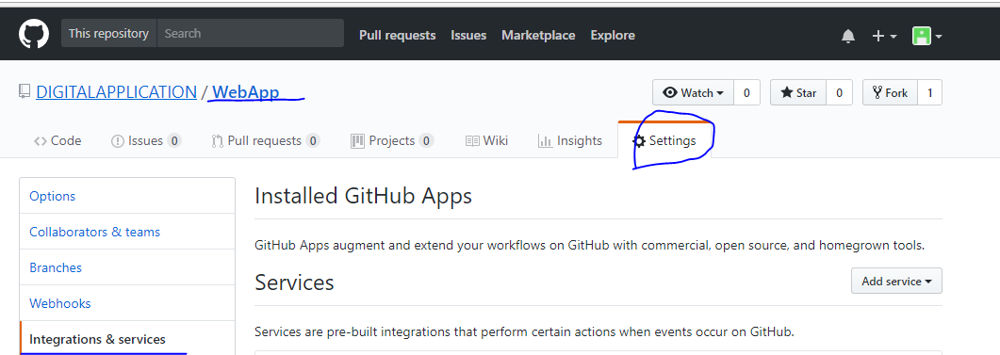 This repository Search Pull requests Issues Marketplace Explore
DIGITALAPPLICATION / WebApp Watch 0 Star 0 Fork 1
Code Issues 0 Pull requests 0 Projects 0 Wiki Insights Settings
Options
Collaborators & teams
Branches
Webhooks
Integrations & services
Installed GitHub Apps
GitHub Apps augment and extend your workflows on GitHub with commercial, open source, and homegrown tools.
Services Add service
Services are pre-built integrations that perform certain actions when events occur on GitHub.